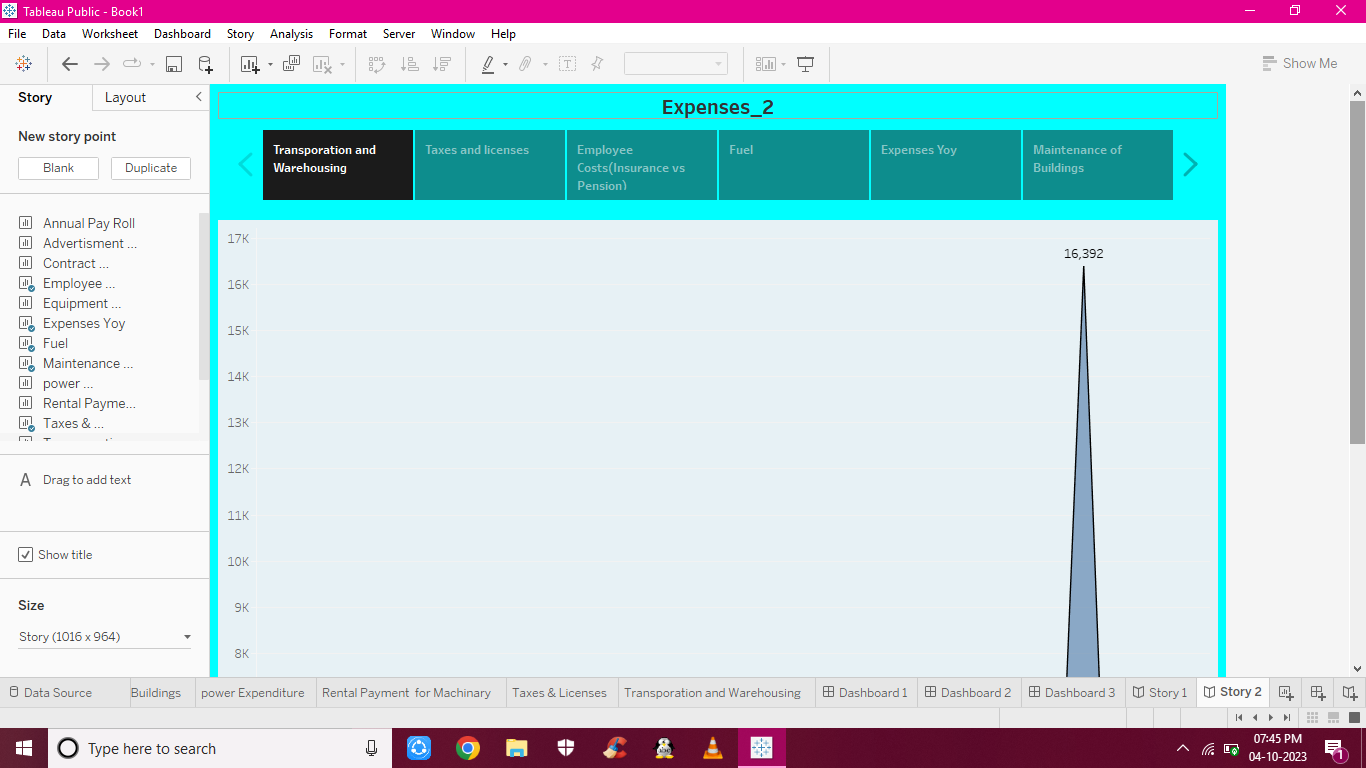 Tableau Public - Book1
File Data Worksheet Dashboard Story Analysis Format Server Window Help
Show Me
Story Layout
New story point
Blank Duplicate
Annual Pay Roll
Advertisment ...
Contract ...
Employee ...
Equipment ...
Expenses Yoy
Fuel
Maintenance ...
power ...
Rental Payme...
Taxes & ...
A Drag to add text
Show title
Size
Story (1016 x 964)
Expenses_2
Transporation and
Warehousing
Taxes and licenses
Employee
Costs(Insurance vs
Pension)
Fuel
Expenses Yoy
Maintenance of
Buildings
17K
16,392
16K
15K
14K
13K
12K
11K
10K
9K
8K
Data Source Buildings power Expenditure Rental Payment for Machinery Taxes & Licenses Transporation and Warehousing Dashboard 1 Dashboard 2 Dashboard 3 Story 1 Story 2
Type here to search
07:45 PM
04-10-2023
1